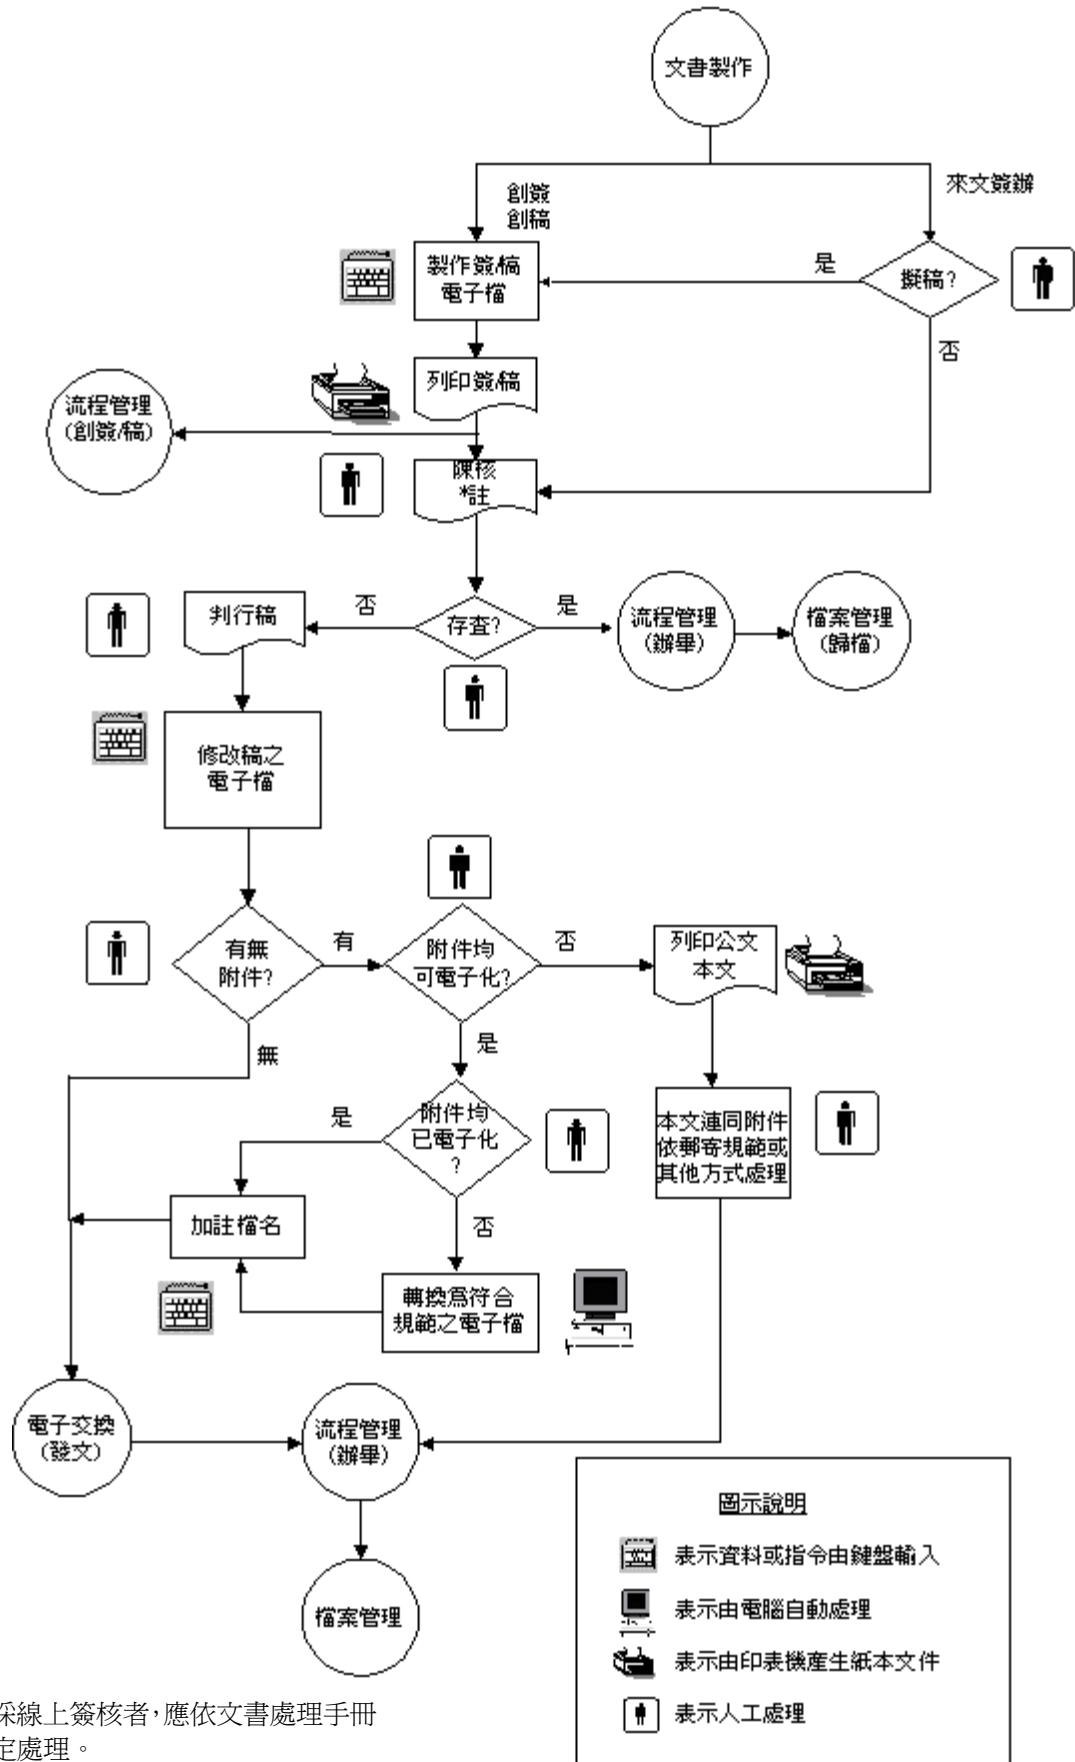 文書製作
創簽
創稿
來文簽辦
製作簽/稿
電子檔
是
擬稿?
否
列印簽/稿
流程管理
(創簽/稿)
陳核
*註
否
判行稿
存查?
是
流程管理
(辦畢)
檔案管理
(歸檔)
修改稿之
電子檔
有無
附件?
有
附件均
可電子化?
否
列印公文
本文
無
是
是
附件均
已電子化
?
本文連同附件
依郵寄規範或
其他方式處理
加註檔名
否
轉換為符合
規範之電子檔
電子交換
(發文)
流程管理
(辦畢)
檔案管理
圖示說明
表示資料或指令由鍵盤輸入
表示由電腦自動處理
表示由印表機產生紙本文件
表示人工處理
採線上簽核者，應依文書處理手冊
定處理。